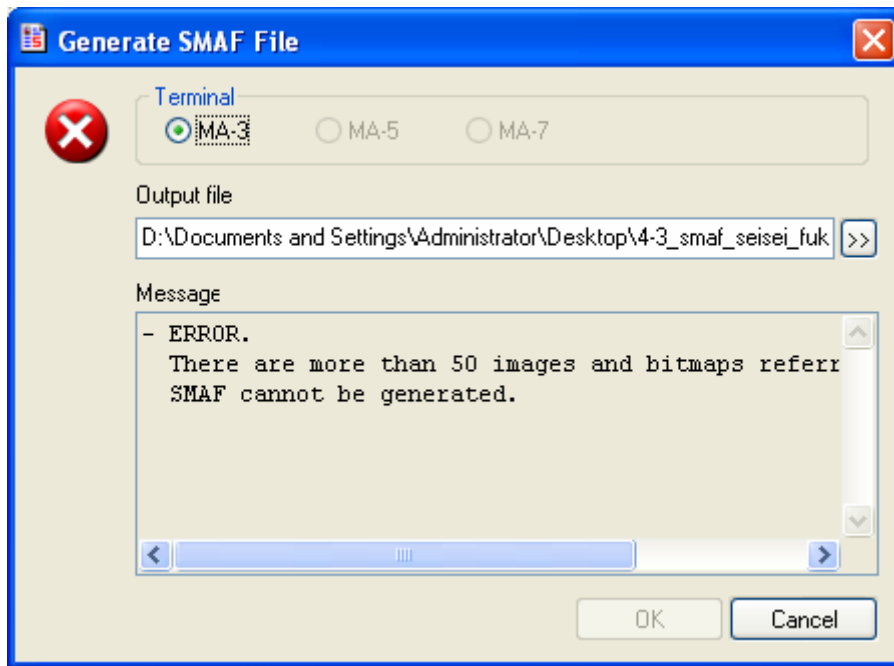 Generate SMAF File
Terminal
MA-3 MA-5 MA-7
Output file
D:\Documents and Settings\Administrator\Desktop\4-3_smaf_seisei_fuk >>
Message
- ERROR.
There are more than 50 images and bitmaps referr
SMAF cannot be generated.
OK Cancel